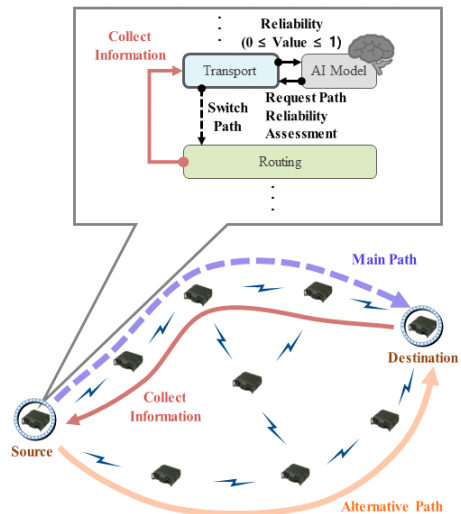 Reliability
(0 ≤ Value ≤ 1)
Collect
Information
Transport
AI Model
Switch
Path
Request Path
Reliability
Assessment
Routing
Main Path
Destination
Collect
Information
Source
Alternative Path